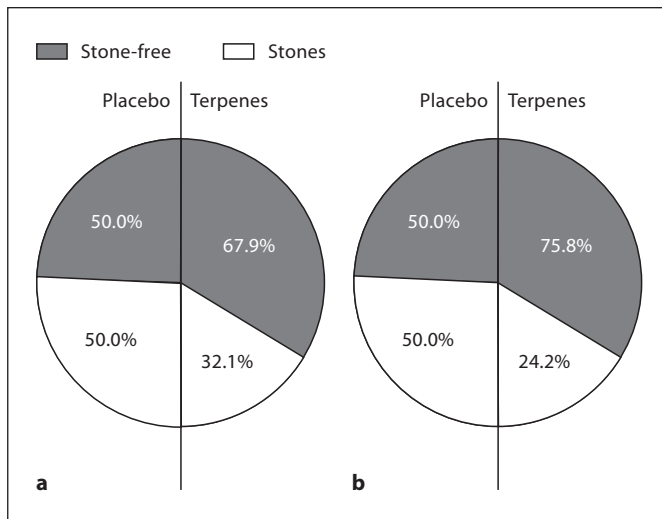 Stone-free Stones
Placebo Terpenes Placebo Terpenes
50.0% 67.9% 50.0% 75.8%
50.0% 32.1% 50.0% 24.2%
a b